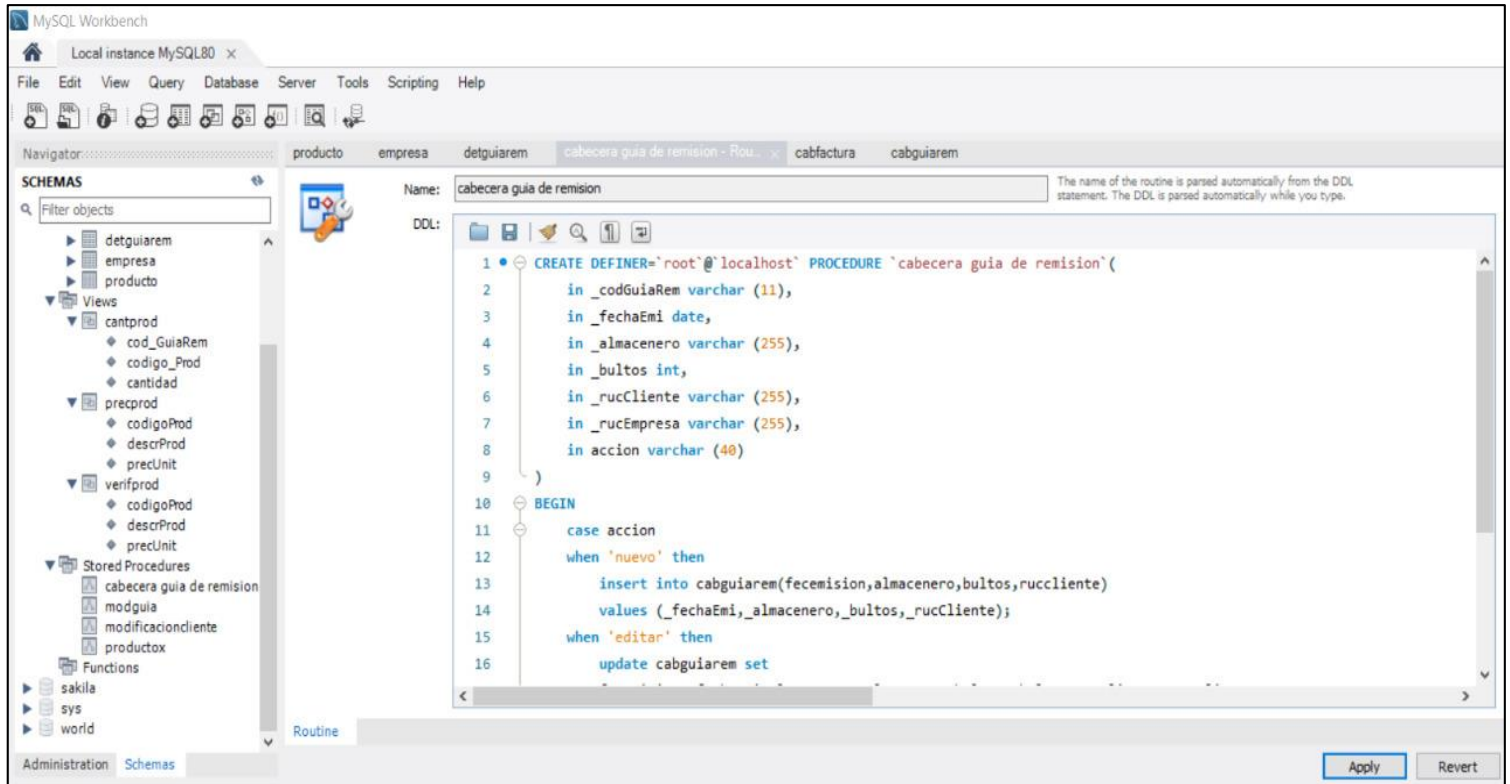 MySQL Workbench
Local instance MySQL80 ×
File Edit View Query Database Server Tools Scripting Help
Navigator
SCHEMAS
Filter objects
detguiarem
empresa
producto
Views
cantprod
cod_GuiaRem
codigo_Prod
cantidad
precprod
codigoProd
descrProd
precUnit
verifprod
codigoProd
descrProd
precUnit
Stored Procedures
cabecera guia de remision
modguia
modificacioncliente
productox
Functions
sakila
sys
world
Administration Schemas
producto empresa detguiarem cabecera guia de remision - Rou... × cabfactura cabguiarem
Name: cabecera guia de remision
The name of the routine is parsed automatically from the DDL
statement. The DDL is parsed automatically while you type.
DDL:
1 CREATE DEFINER=`root`@`localhost` PROCEDURE `cabecera guia de remision`(
2 in _codGuiaRem varchar (11),
3 in _fechaEmi date,
4 in _almacenero varchar (255),
5 in _bultos int,
6 in _rucCliente varchar (255),
7 in _rucEmpresa varchar (255),
8 in accion varchar (40)
9 )
10 BEGIN
11 case accion
12 when 'nuevo' then
13 insert into cabguiarem(fecemision,almacenero,bultos,ruccliente)
14 values (_fechaEmi,_almacenero,_bultos,_rucCliente);
15 when 'editar' then
16 update cabguiarem set
Routine
Apply Revert